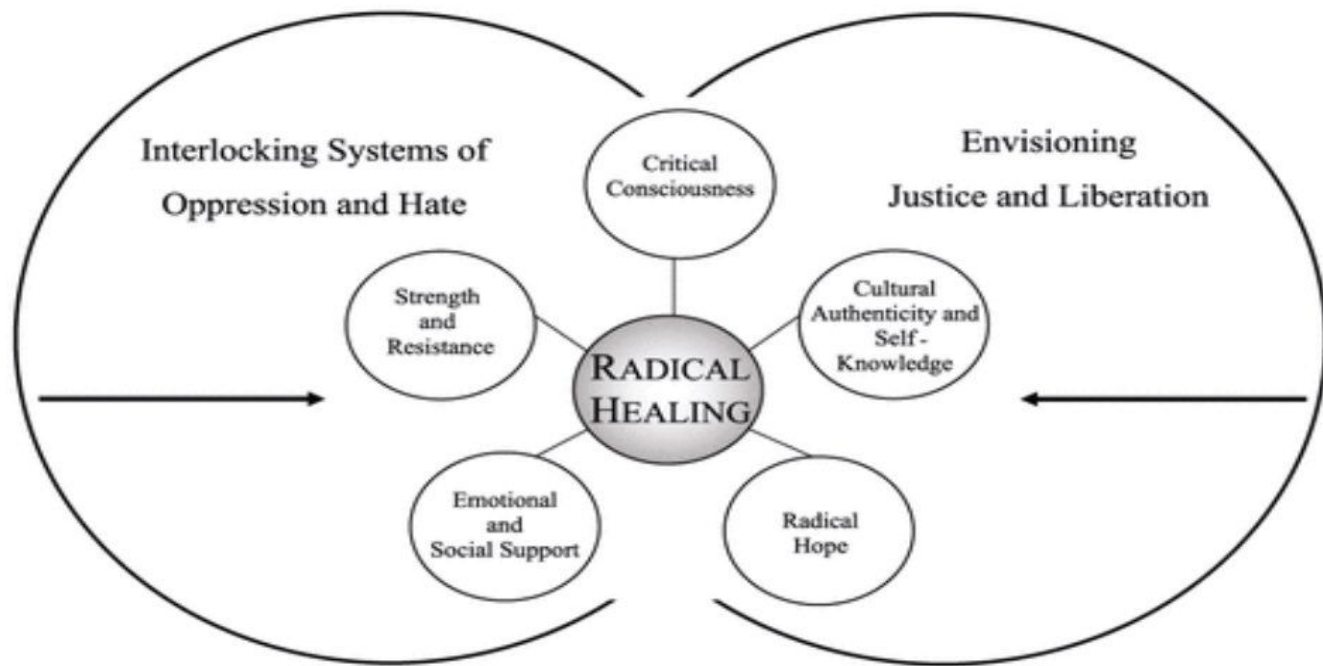 Interlocking Systems of
Oppression and Hate
Envisioning
Justice and Liberation
Critical
Consciousness
Strength
and
Resistance
Cultural
Authenticity and
Self -
Knowledge
RADICAL
HEALING
Emotional
and
Social Support
Radical
Hope